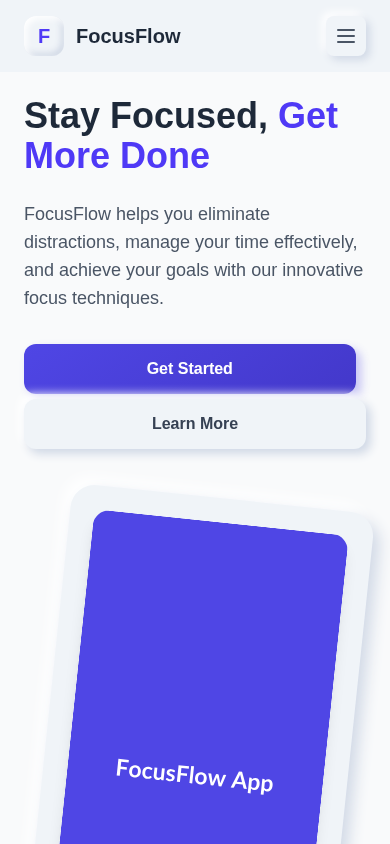 F FocusFlow
Stay Focused, Get
More Done
FocusFlow helps you eliminate
distractions, manage your time effectively,
and achieve your goals with our innovative
focus techniques.
Get Started
Learn More
FocusFlow App